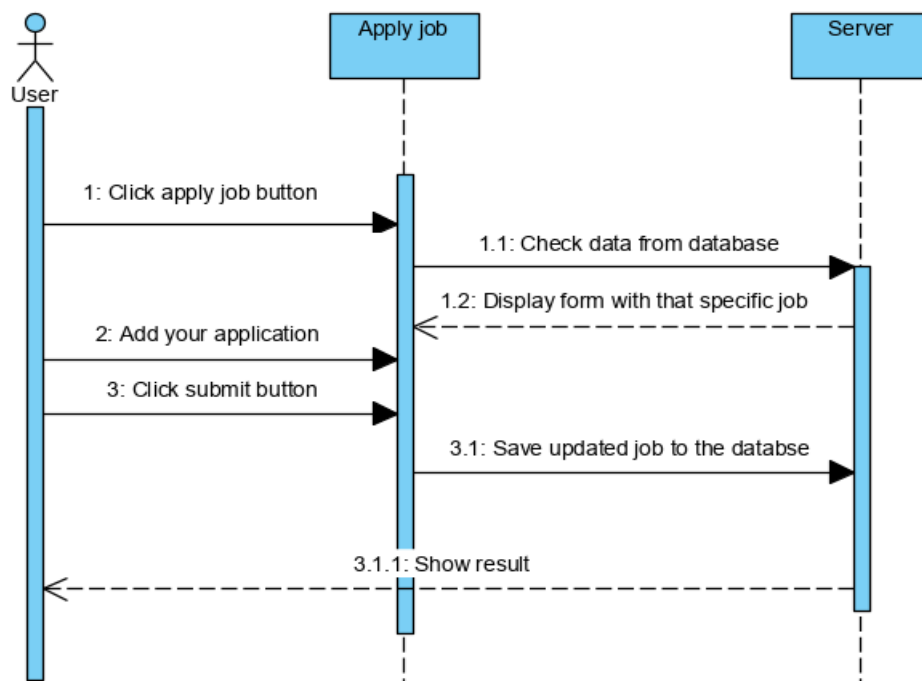 Apply job
Server
User
1: Click apply job button
1.1: Check data from database
1.2: Display form with that specific job
2: Add your application
3: Click submit button
3.1: Save updated job to the databse
3.1.1: Show result